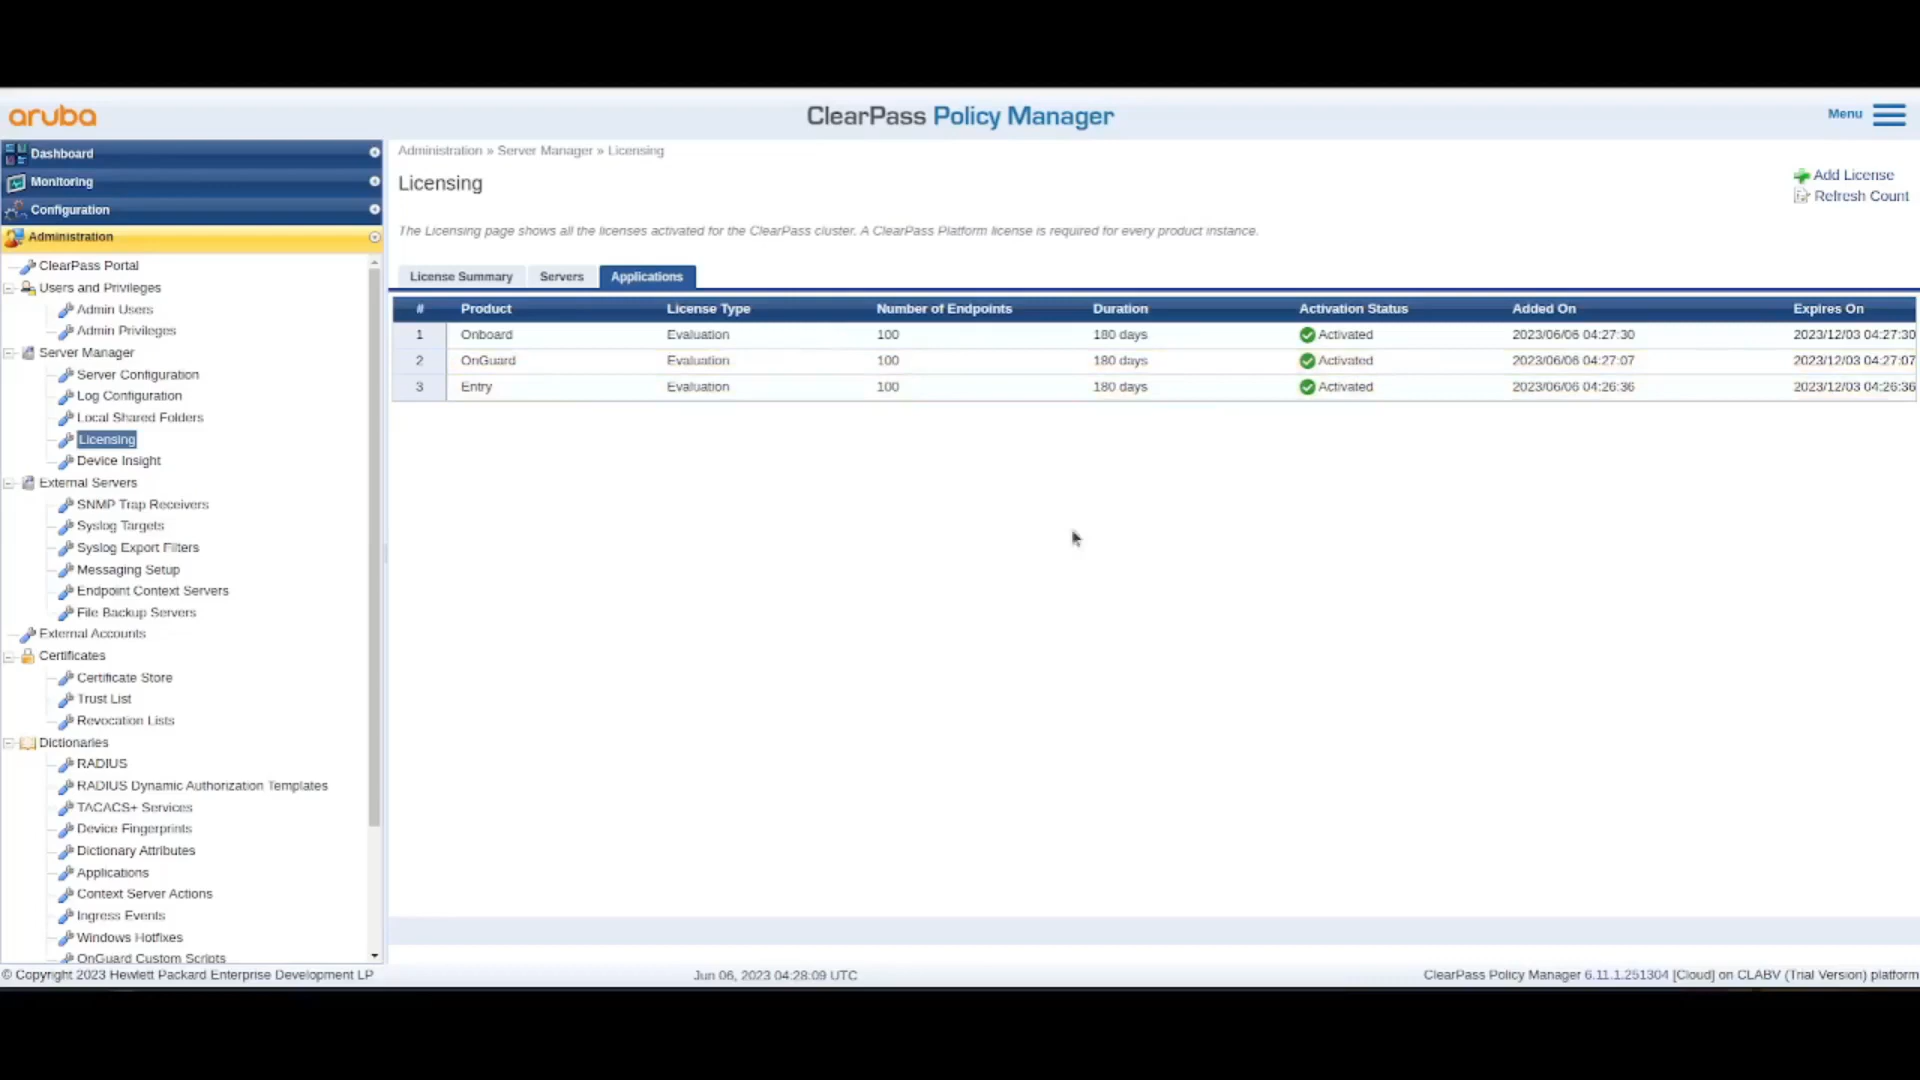 aruba
ClearPass Policy Manager
Menu
Dashboard
Monitoring
Configuration
Administration
ClearPass Portal
Users and Privileges
Admin Users
Admin Privileges
Server Manager
Server Configuration
Log Configuration
Local Shared Folders
Licensing
Device Insight
External Servers
SNMP Trap Receivers
Syslog Targets
Syslog Export Filters
Messaging Setup
Endpoint Context Servers
File Backup Servers
External Accounts
Certificates
Certificate Store
Trust List
Revocation Lists
Dictionaries
RADIUS
RADIUS Dynamic Authorization Templates
TACACS+ Services
Device Fingerprints
Dictionary Attributes
Applications
Context Server Actions
Ingress Events
Windows Hotfixes
OnGuard Custom Scripts
Administration » Server Manager » Licensing
Licensing
Add License
Refresh Count
The Licensing page shows all the licenses activated for the ClearPass cluster. A ClearPass Platform license is required for every product instance.
License Summary Servers Applications
# Product License Type Number of Endpoints Duration Activation Status Added On Expires On
1 Onboard Evaluation 100 180 days Activated 2023/06/06 04:27:30 2023/12/03 04:27:30
2 OnGuard Evaluation 100 180 days Activated 2023/06/06 04:27:07 2023/12/03 04:27:07
3 Entry Evaluation 100 180 days Activated 2023/06/06 04:26:36 2023/12/03 04:26:36
© Copyright 2023 Hewlett Packard Enterprise Development LP
Jun 06, 2023 04:28:09 UTC
ClearPass Policy Manager 6.11.1.251304 [Cloud] on CLABV (Trial Version) platform